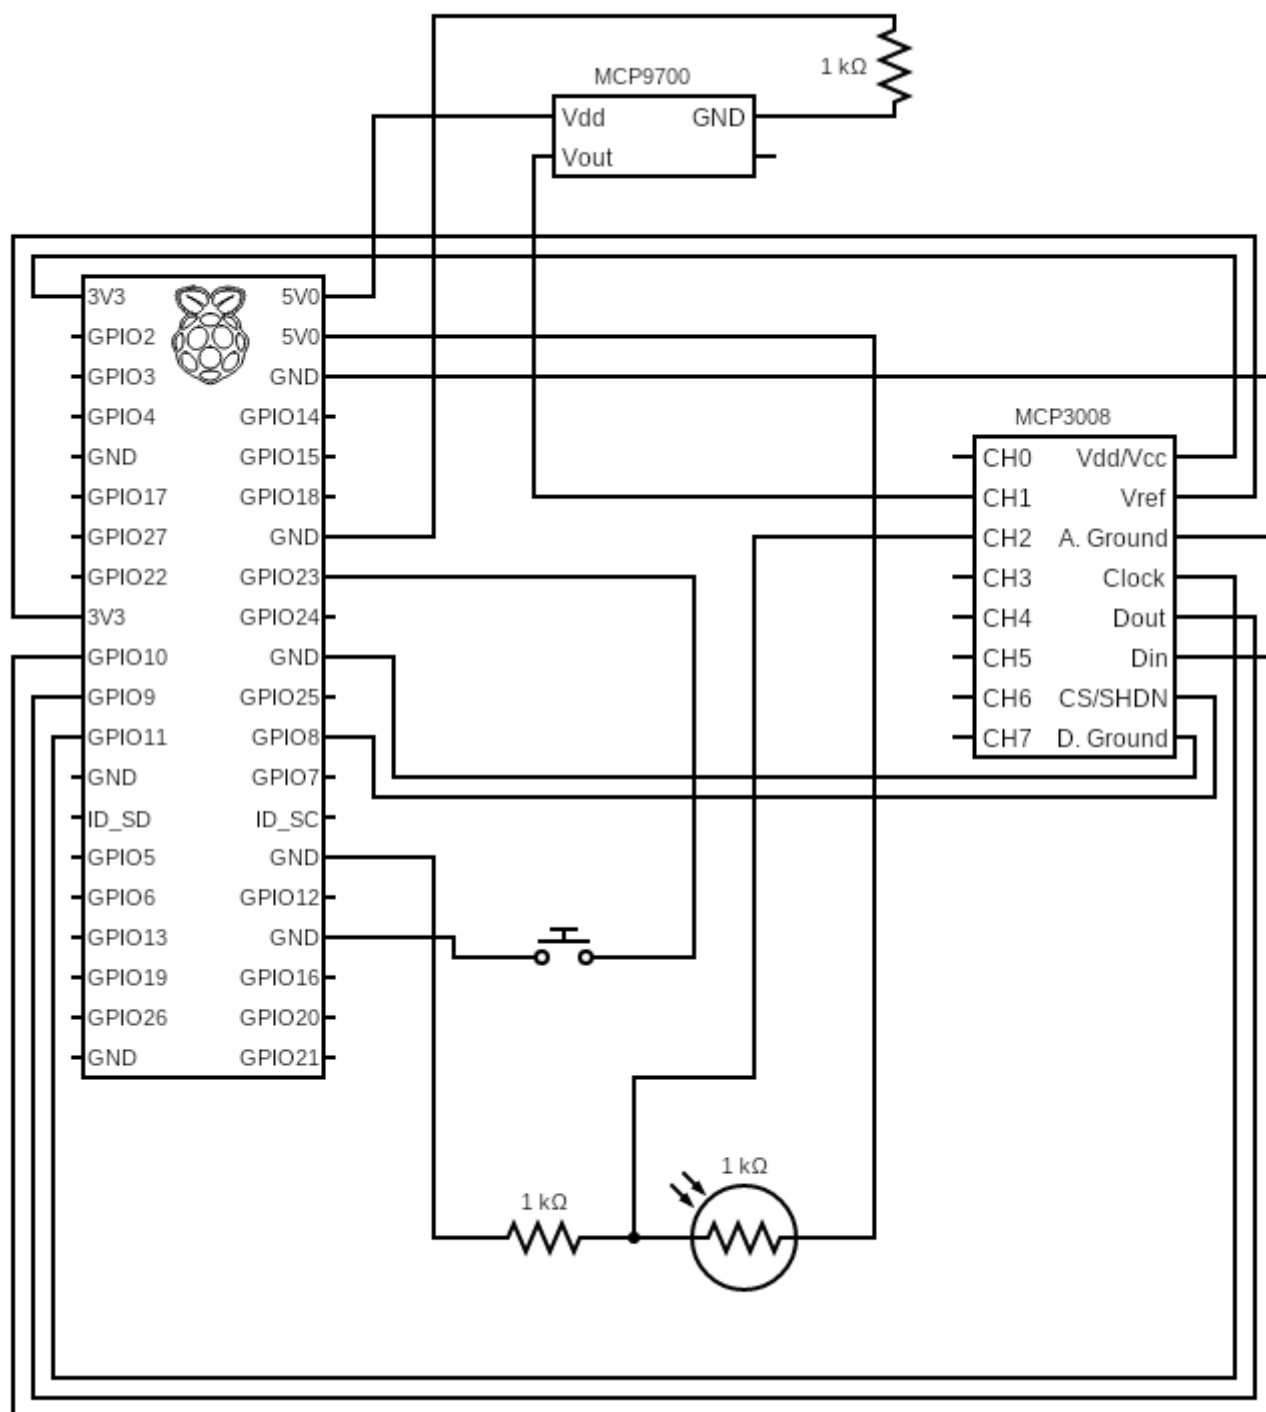 1 kΩ
MCP9700
Vdd GND
Vout
3V3 5V0
GPIO2 5V0
GPIO3 GND
GPIO4 GPIO14
GND GPIO15
GPIO17 GPIO18
GPIO27 GND
GPIO22 GPIO23
3V3 GPIO24
GPIO10 GND
GPIO9 GPIO25
GPIO11 GPIO8
GND GPIO7
ID_SD ID_SC
GPIO5 GND
GPIO6 GPIO12
GPIO13 GND
GPIO19 GPIO16
GPIO26 GPIO20
GND GPIO21
MCP3008
CH0 Vdd/Vcc
CH1 Vref
CH2 A. Ground
CH3 Clock
CH4 Dout
CH5 Din
CH6 CS/SHDN
CH7 D. Ground
1 kΩ
1 kΩ